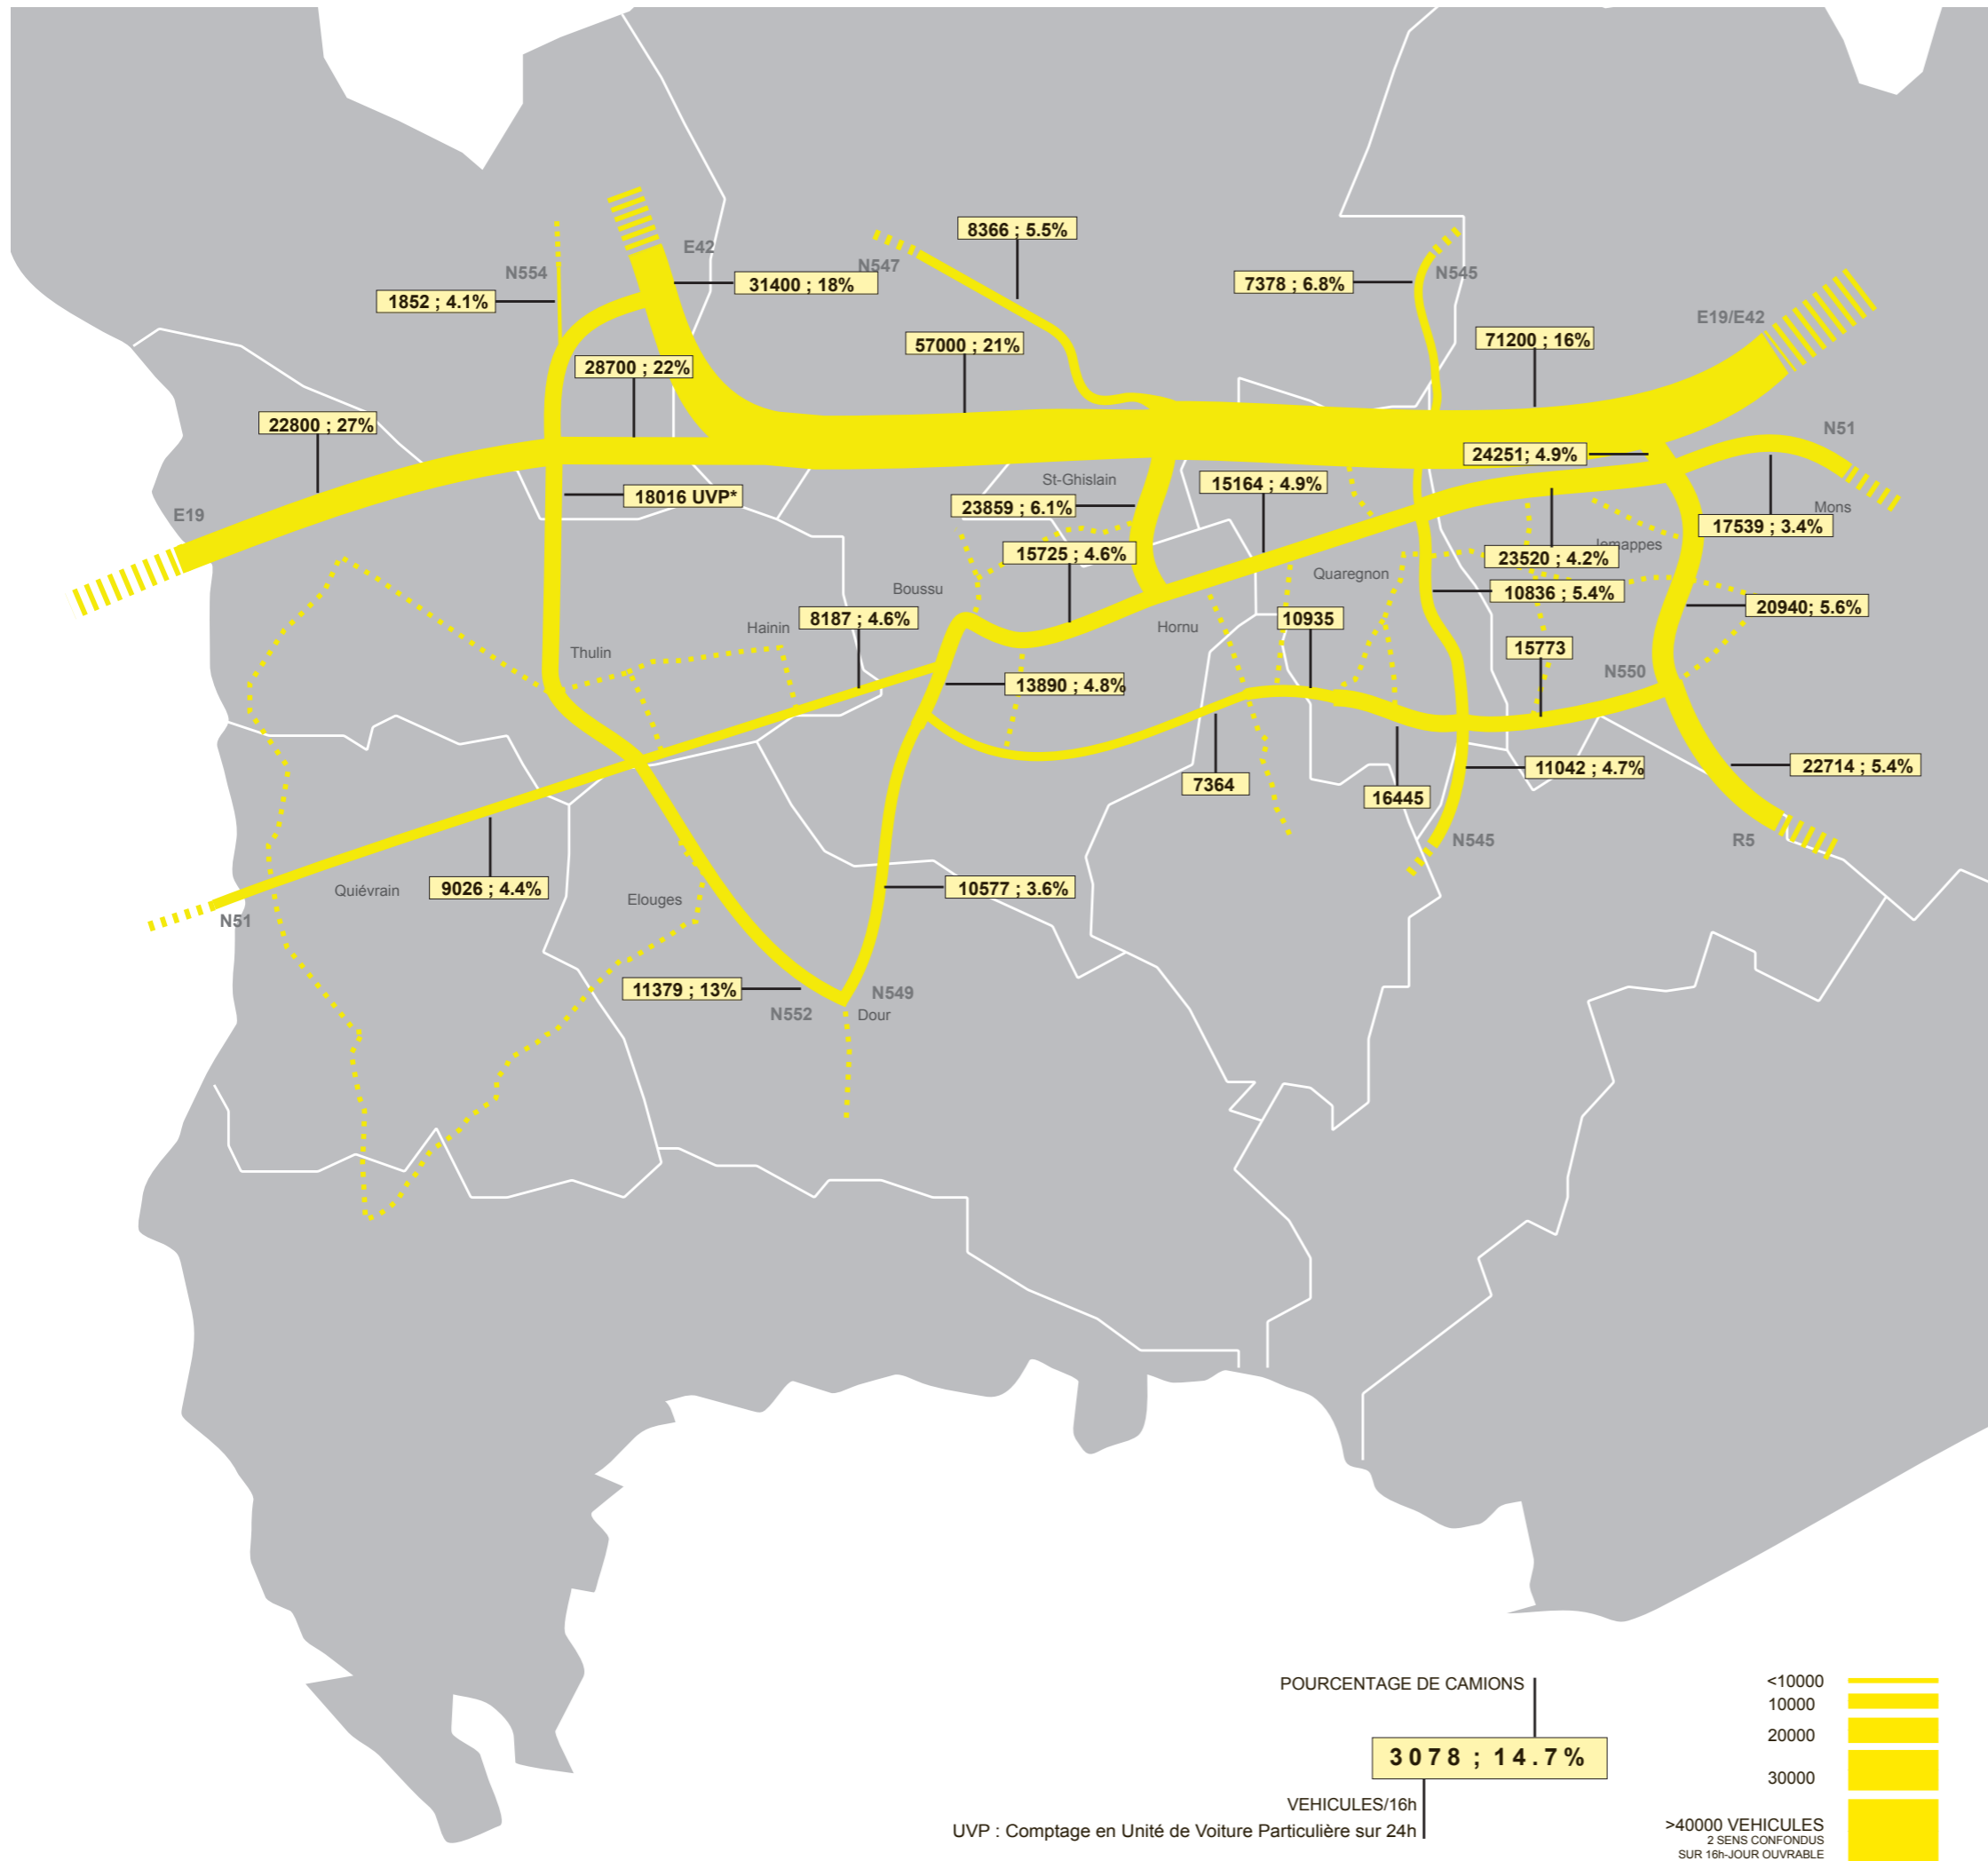 8366 ; 5.5%
E42
N547
N554
31400 ; 18%
7378 ; 6.8%
N545
1852 ; 4.1%
E19/E42
57000 ; 21%
71200 ; 16%
28700 ; 22%
22800 ; 27%
N51
24251; 4.9%
St-Ghislain
15164 ; 4.9%
18016 UVP*
23859 ; 6.1%
Mons
E19
17539 ; 3.4%
15725 ; 4.6%
Jemappes
23520 ; 4.2%
Quaregnon
Boussu
10836 ; 5.4%
20940; 5.6%
8187 ; 4.6%
10935
Hainin
Hornu
15773
Thulin
N550
13890 ; 4.8%
22714 ; 5.4%
11042 ; 4.7%
7364
16445
N545
R5
Quiévrain
9026 ; 4.4%
10577 ; 3.6%
Elouges
N51
11379 ; 13%
N549
N552
Dour
POURCENTAGE DE CAMIONS
3078 ; 14.7%
VEHICULES/16h
UVP : Comptage en Unité de Voiture Particulière sur 24h
<10000
10000
20000
30000
>40000 VEHICULES
2 SENS CONFONDUS
SUR 16h-JOUR OUVRABLE